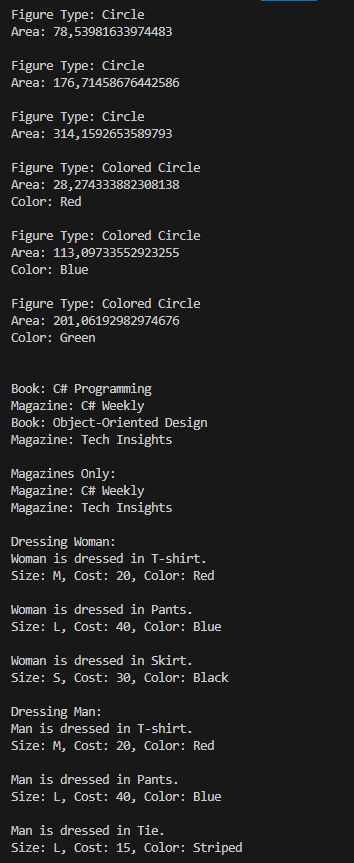 Figure Type: Circle
Area: 78,53981633974483
Figure Type: Circle
Area: 176,71458676442586
Figure Type: Circle
Area: 314,1592653589793
Figure Type: Colored Circle
Area: 28,274333882308138
Color: Red
Figure Type: Colored Circle
Area: 113,09733552923255
Color: Blue
Figure Type: Colored Circle
Area: 201,06192982974676
Color: Green
Book: C# Programming
Magazine: C# Weekly
Book: Object-Oriented Design
Magazine: Tech Insights
Magazines Only:
Magazine: C# Weekly
Magazine: Tech Insights
Dressing Woman:
Woman is dressed in T-shirt.
Size: M, Cost: 20, Color: Red
Woman is dressed in Pants.
Size: L, Cost: 40, Color: Blue
Woman is dressed in Skirt.
Size: S, Cost: 30, Color: Black
Dressing Man:
Man is dressed in T-shirt.
Size: M, Cost: 20, Color: Red
Man is dressed in Pants.
Size: L, Cost: 40, Color: Blue
Man is dressed in Tie.
Size: L, Cost: 15, Color: Striped